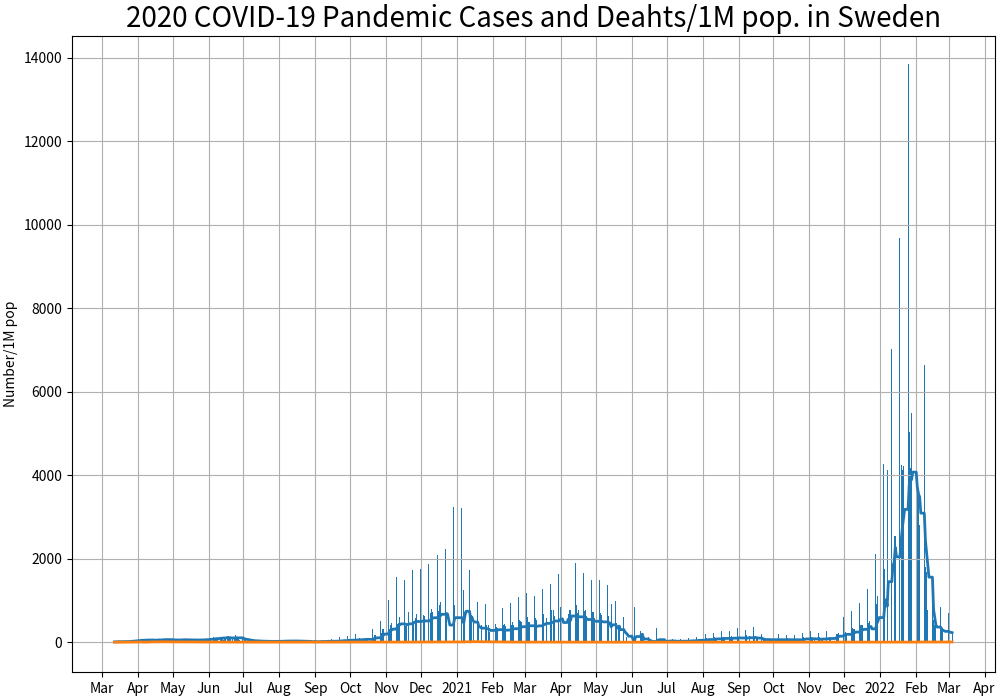 2020 COVID-19 Pandemic Cases and Deahts/1M pop. in Sweden
Number/1M pop
14000
12000
10000
8000
6000
4000
2000
0
Mar Apr May Jun Jul Aug Sep Oct Nov Dec 2021 Feb Mar Apr May Jun Jul Aug Sep Oct Nov Dec 2022 Feb Mar Apr